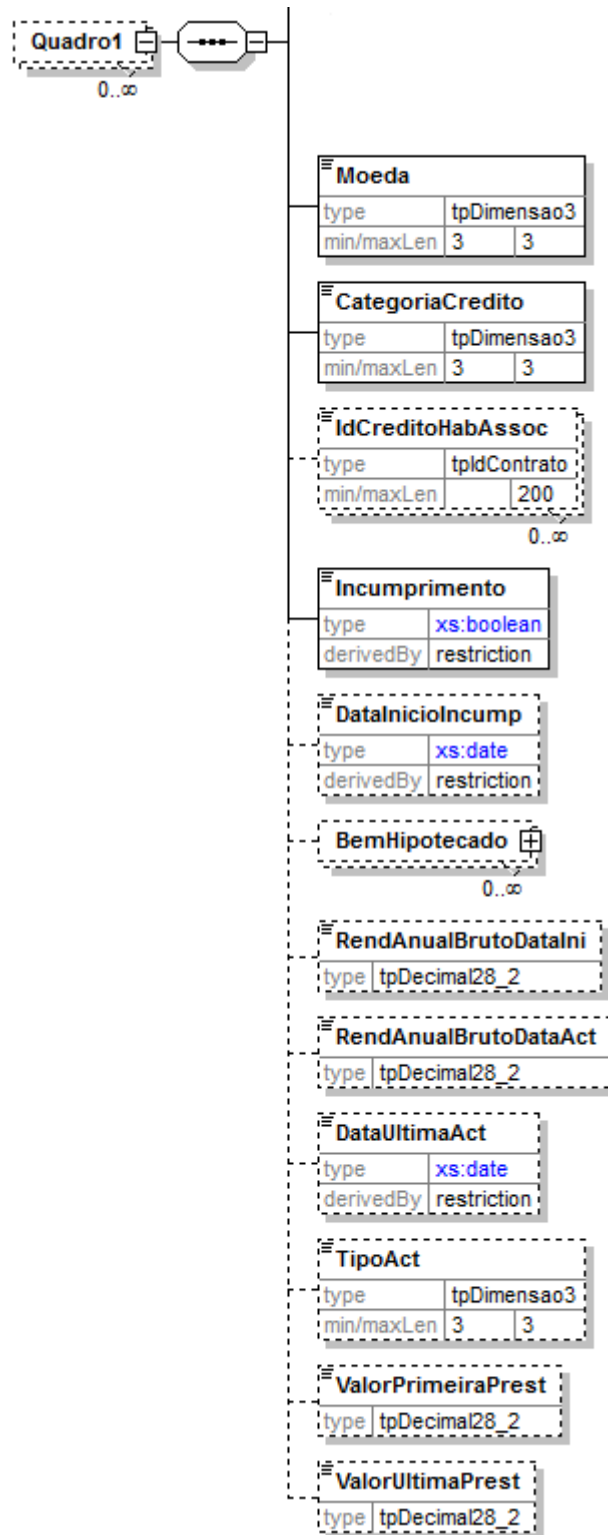 Quadro1
0..∞
Moeda
type tpDimensao3
min/maxLen 3 3
CategoriaCredito
type tpDimensao3
min/maxLen 3 3
IdCreditoHabAssoc
type tpIdContrato
min/maxLen 200
0..∞
Incumprimento
type xs:boolean
derivedBy restriction
DataInicioIncump
type xs:date
derivedBy restriction
BemHipotecado
0..∞
RendAnualBrutoDataIni
type tpDecimal28_2
RendAnualBrutoDataAct
type tpDecimal28_2
DataUltimaAct
type xs:date
derivedBy restriction
TipoAct
type tpDimensao3
min/maxLen 3 3
ValorPrimeiraPrest
type tpDecimal28_2
ValorUltimaPrest
type tpDecimal28_2